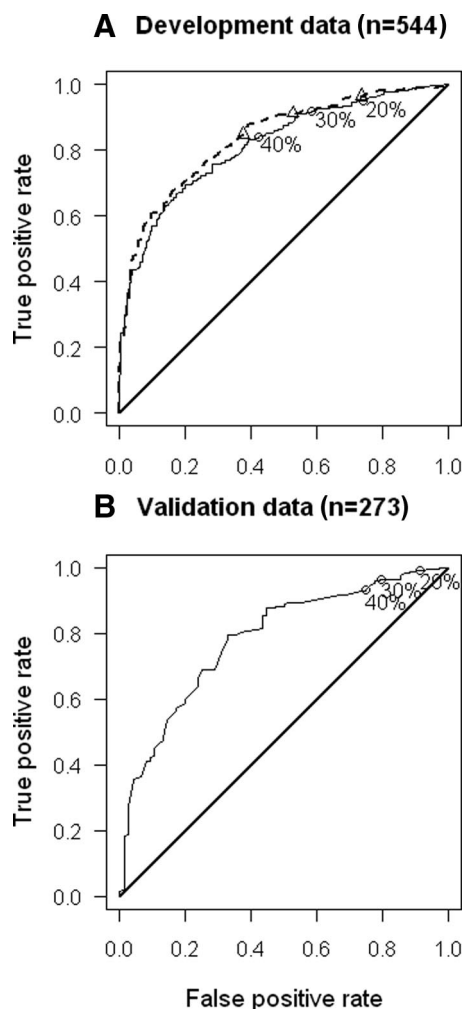 A Development data (n=544)
1.0
0.8
0.6
0.4
0.2
0.0
True positive rate
20%
30%
40%
0.0 0.2 0.4 0.6 0.8 1.0
B Validation data (n=273)
1.0
0.8
0.6
0.4
0.2
0.0
True positive rate
20%
30%
40%
0.0 0.2 0.4 0.6 0.8 1.0
False positive rate